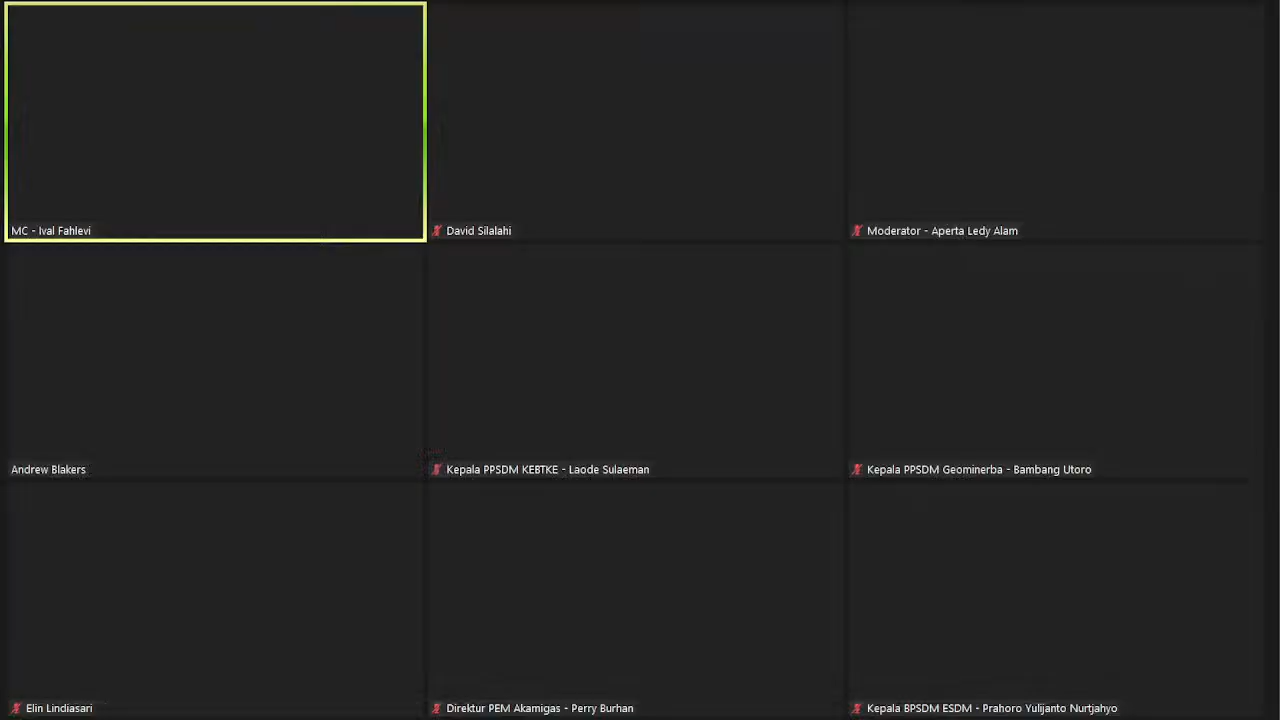 MC - Ival Fahlevi
David Silalahi
Moderator - Aperta Ledy Alam
Andrew Blakers
Kepala PPSDM KEBTKE - Laode Sulaeman
Kepala PPSDM Geominerba - Bambang Utoro
Elin Lindiasari
Direktur PEM Akamigas - Perry Burhan
Kepala BPSDM ESDM - Prahoro Yulijanto Nurtjahyo